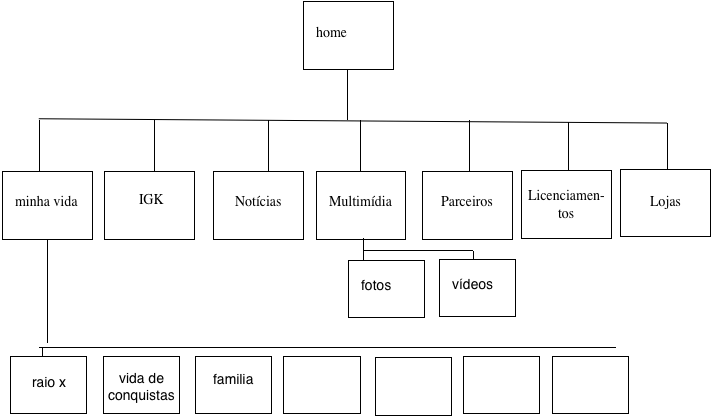 home
minha vida
IGK
Notícias
Multimídia
Parceiros
Licenciamen-
tos
Lojas
fotos
vídeos
raio x
vida de
conquistas
familia